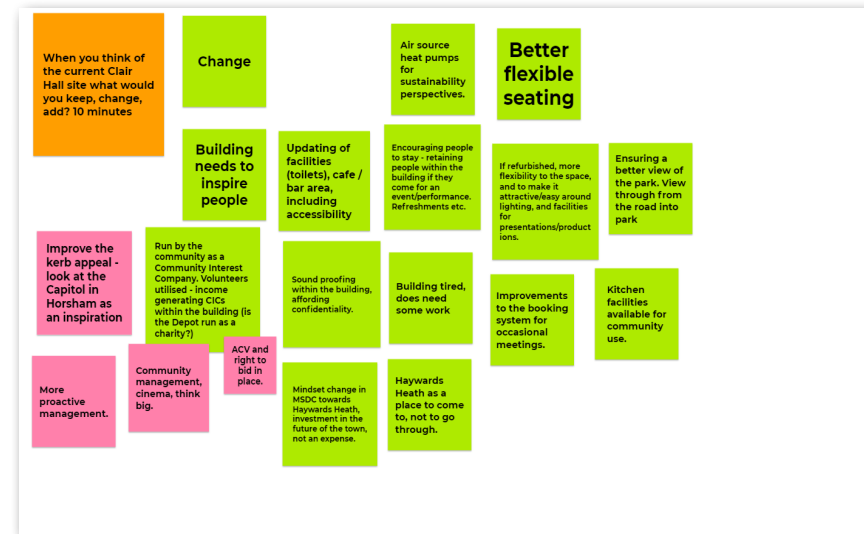 When you think of
the current Clair
Hall site what would
you keep, change,
add? 10 minutes
Change
Air source
heat pumps
for
sustainability
perspectives.
Better
flexible
seating
Building
needs to
inspire
people
Updating of
facilities
(toilets), cafe /
bar area,
including
accessibility
Encouraging people
to stay - retaining
people within the
building if they
come for an
event/performance.
Refreshments etc.
If refurbished, more
flexibility to the space,
and to make it
attractive/easy around
lighting, and facilities
for
presentations/product
ions.
Ensuring a
better view of
the park. View
through from
the road into
park
Improve the
kerb appeal -
look at the
Capitol in
Horsham as
an inspiration
Run by the
community as a
Community Interest
Company. Volunteers
utilised - income
generating CICs
within the building (is
the Depot run as a
charity?)
Sound proofing
within the building,
affording
confidentiality.
Building tired,
does need
some work
Improvements
to the booking
system for
occasional
meetings.
Kitchen
facilities
available for
community
use.
More
proactive
management.
Community
management,
cinema, think
big.
ACV and
right to
bid in
place.
Mindset change in
MSDC towards
Haywards Heath,
investment in the
future of the town,
not an expense.
Haywards
Heath as a
place to come
to, not to go
through.